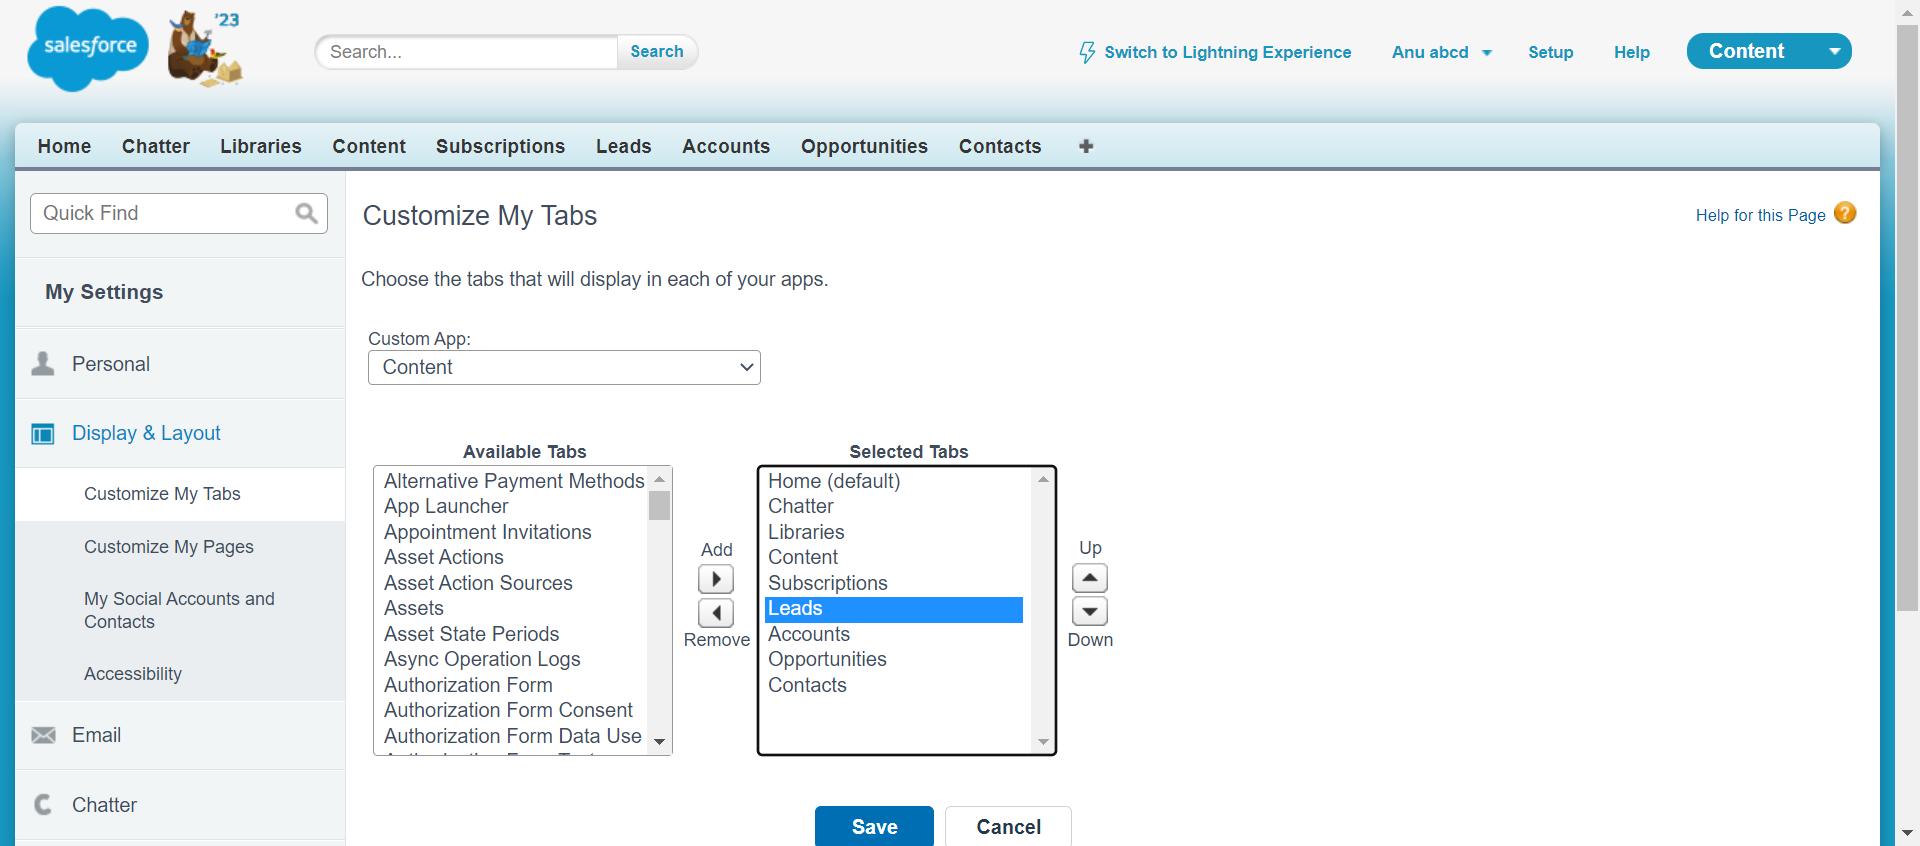 salesforce
'23
Search...
Search
Switch to Lightning Experience
Anu abcd
Setup
Help
Content
Home
Chatter
Libraries
Content
Subscriptions
Leads
Accounts
Opportunities
Contacts
Quick Find
Customize My Tabs
Help for this Page
?
Choose the tabs that will display in each of your apps.
My Settings
Personal
Display & Layout
Customize My Tabs
Customize My Pages
My Social Accounts and
Contacts
Accessibility
Email
Chatter
Custom App:
Content
Available Tabs
Alternative Payment Methods
App Launcher
Appointment Invitations
Asset Actions
Asset Action Sources
Assets
Asset State Periods
Async Operation Logs
Authorization Form
Authorization Form Consent
Authorization Form Data Use
Add
Remove
Selected Tabs
Home (default)
Chatter
Libraries
Content
Subscriptions
Leads
Accounts
Opportunities
Contacts
Up
Down
Save
Cancel